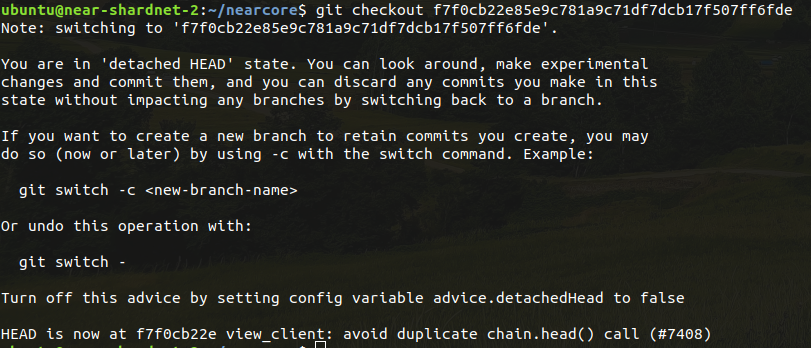 ubuntu@near-shardnet-2:~/nearcore$ git checkout f7f0cb22e85e9c781a9c71df7dcb17f507ff6fde
Note: switching to 'f7f0cb22e85e9c781a9c71df7dcb17f507ff6fde'.
You are in 'detached HEAD' state. You can look around, make experimental
changes and commit them, and you can discard any commits you make in this
state without impacting any branches by switching back to a branch.
If you want to create a new branch to retain commits you create, you may
do so (now or later) by using -c with the switch command. Example:
git switch -c <new-branch-name>
Or undo this operation with:
git switch -
Turn off this advice by setting config variable advice.detachedHead to false
HEAD is now at f7f0cb22e view_client: avoid duplicate chain.head() call (#7408)